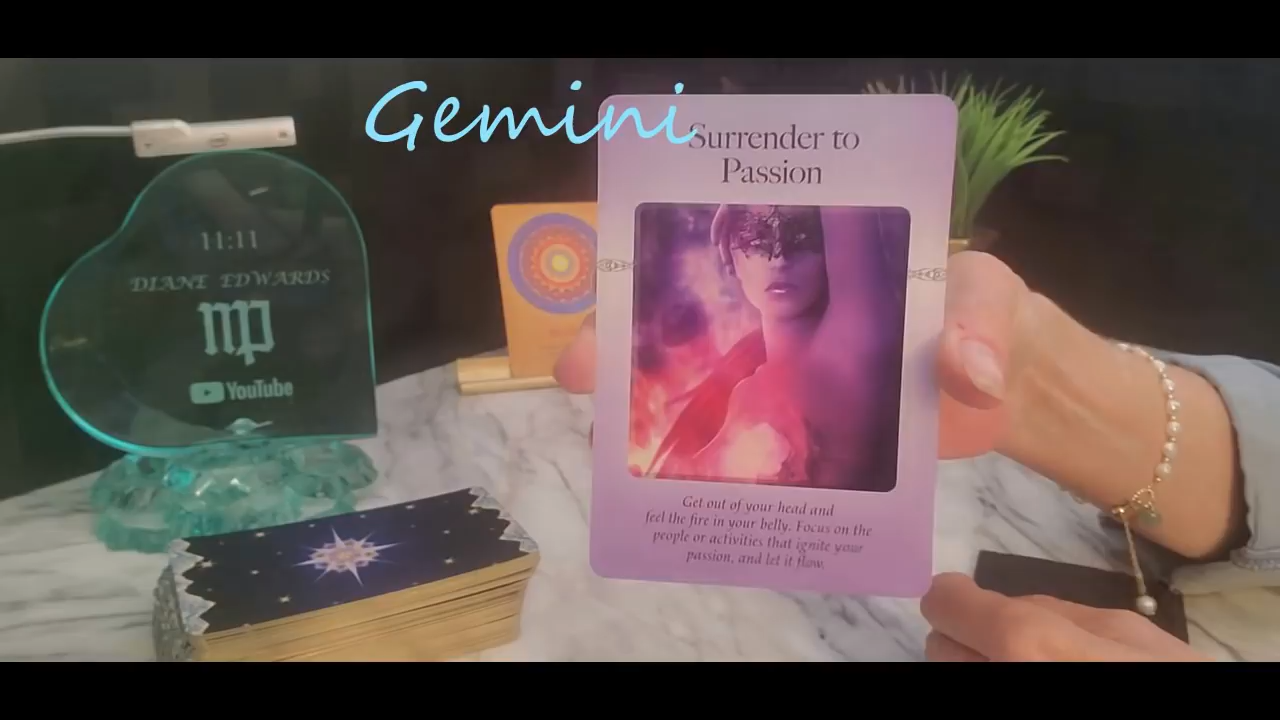 Gemini
11:11
DIANE EDWARDS
YouTube
Surrender to
Passion
Get out of your head and
feel the fire in your belly. Focus on the
people or activities that ignite your
passion, and let it flow.